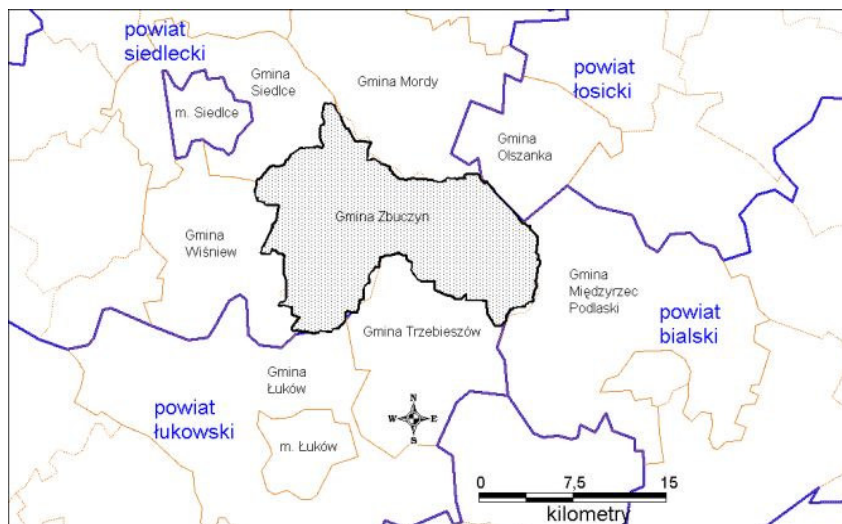 powiat
siedlecki
Gmina
Siedlce
m. Siedlce
Gmina Mordy
powiat
łosicki
Gmina
Olszanka
Gmina Zbuczyn
Gmina
Wiśniew
Gmina
Międzyrzec
Podlaski
powiat
bialski
Gmina Trzebieszów
Gmina
Łuków
powiat
łukowski
m. Łuków
N
W E
S
0 7,5 15
kilometry